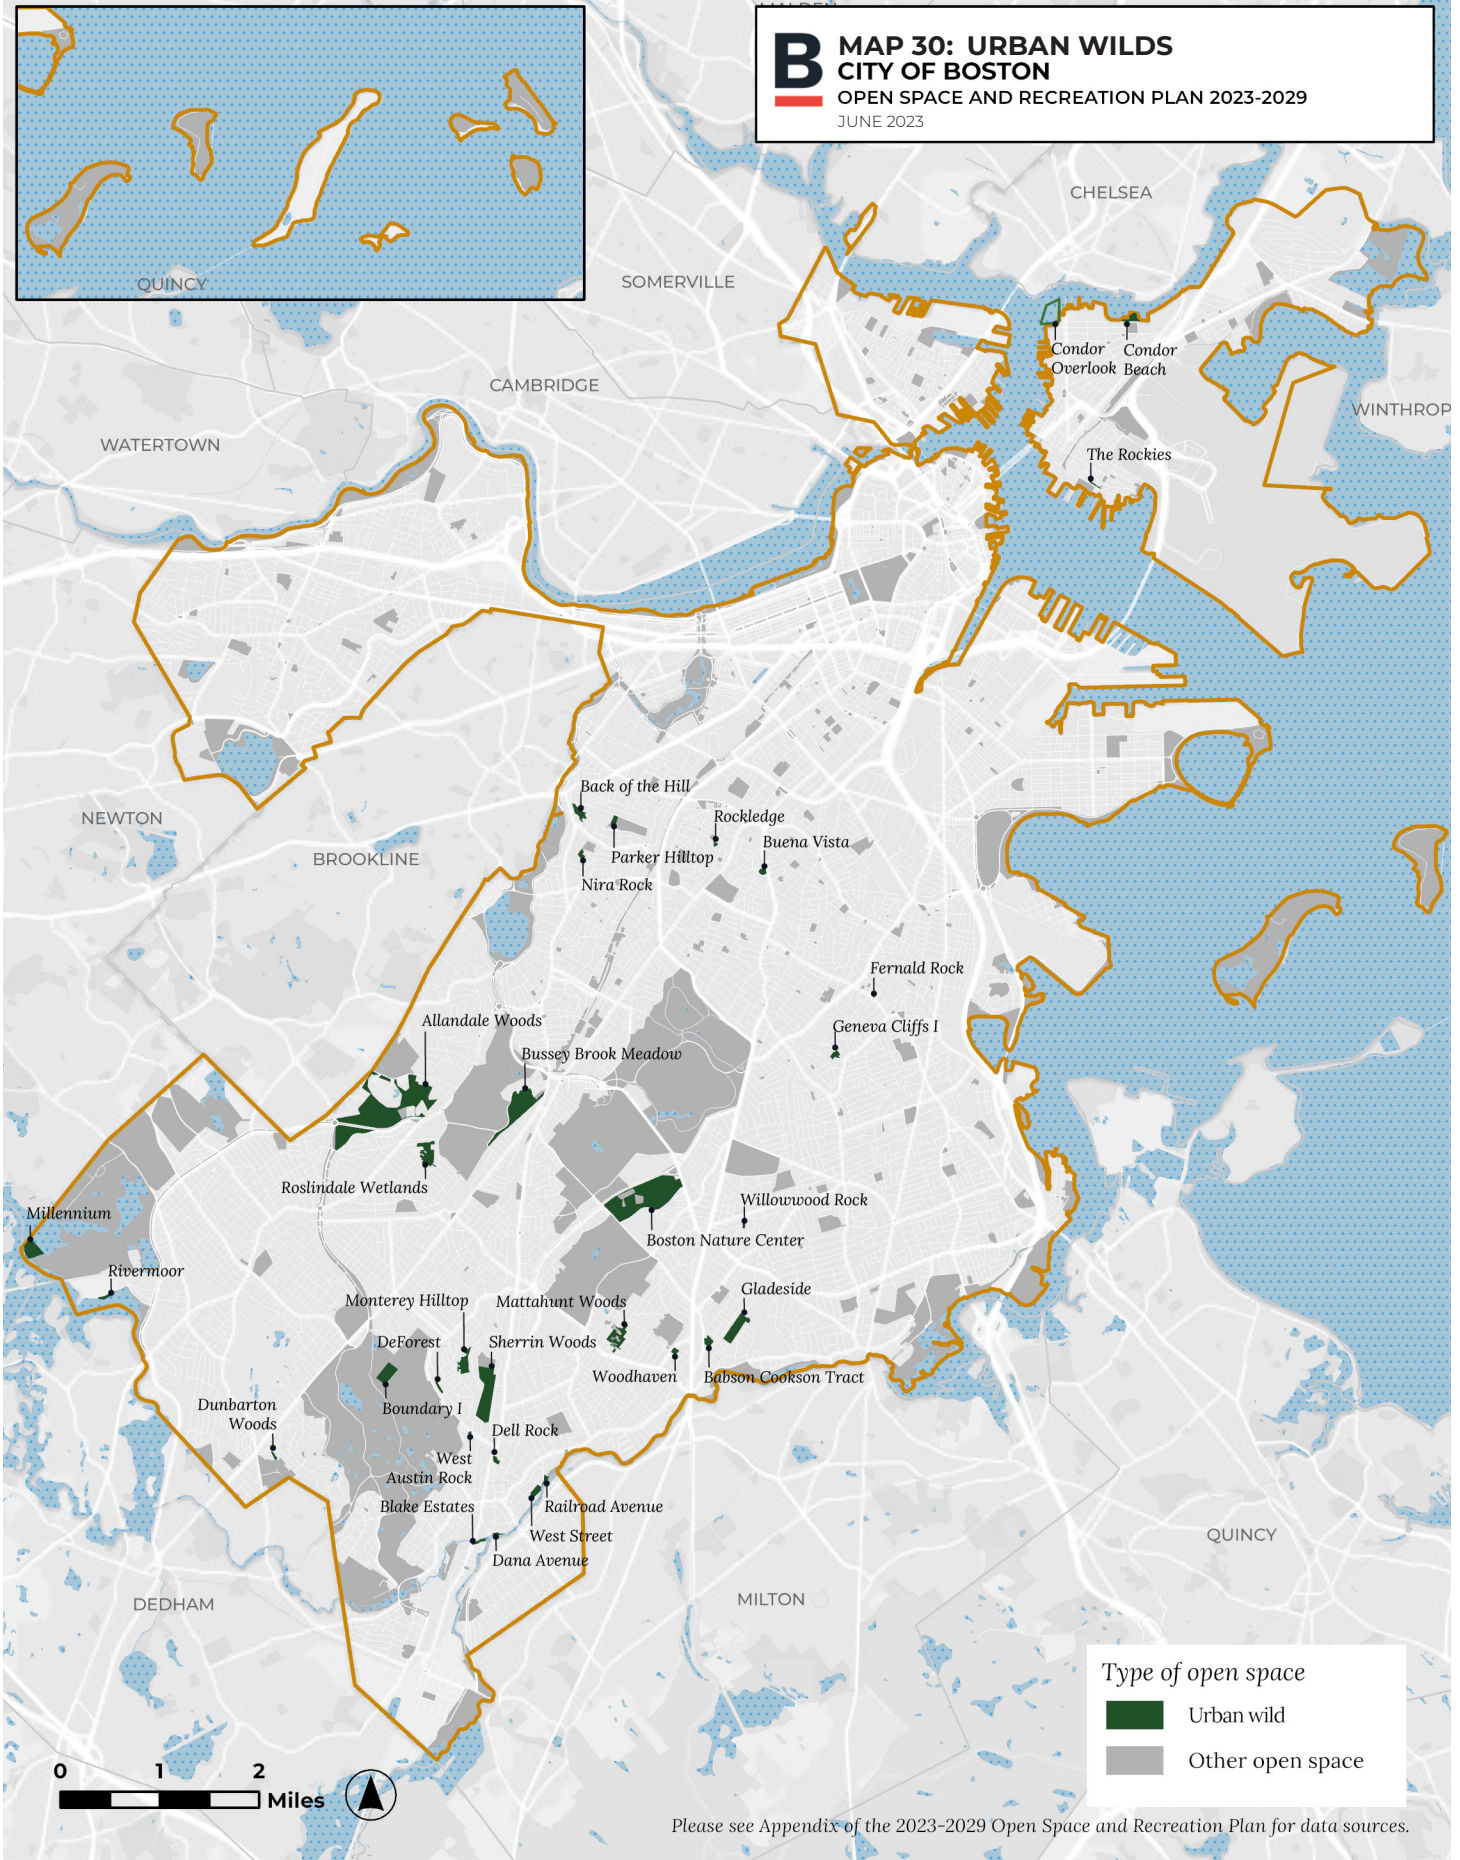 MALDEN
B
MAP 30: URBAN WILDS
CITY OF BOSTON
OPEN SPACE AND RECREATION PLAN 2023-2029
JUNE 2023
CHELSEA
QUINCY
SOMERVILLE
Condor
Overlook
Condor
Beach
CAMBRIDGE
WINTHROP
WATERTOWN
The Rockies
Back of the Hill
Rockledge
NEWTON
Buena Vista
BROOKLINE
Parker Hilltop
Nira Rock
Fernald Rock
Allandale Woods
Geneva Cliffs I
Bussey Brook Meadow
Roslindale Wetlands
Willowwood Rock
Millennium
Boston Nature Center
Rivermoor
Gladeside
Monterey Hilltop
Mattahunt Woods
DeForest
Sherrin Woods
Woodhaven
Babson Cookson Tract
Dunbarton
Woods
Boundary I
Dell Rock
West
Austin Rock
Blake Estates
Railroad Avenue
West Street
Dana Avenue
QUINCY
DEDHAM
MILTON
Type of open space
Urban wild
Other open space
0 1 2
Miles
Please see Appendix of the 2023-2029 Open Space and Recreation Plan for data sources.